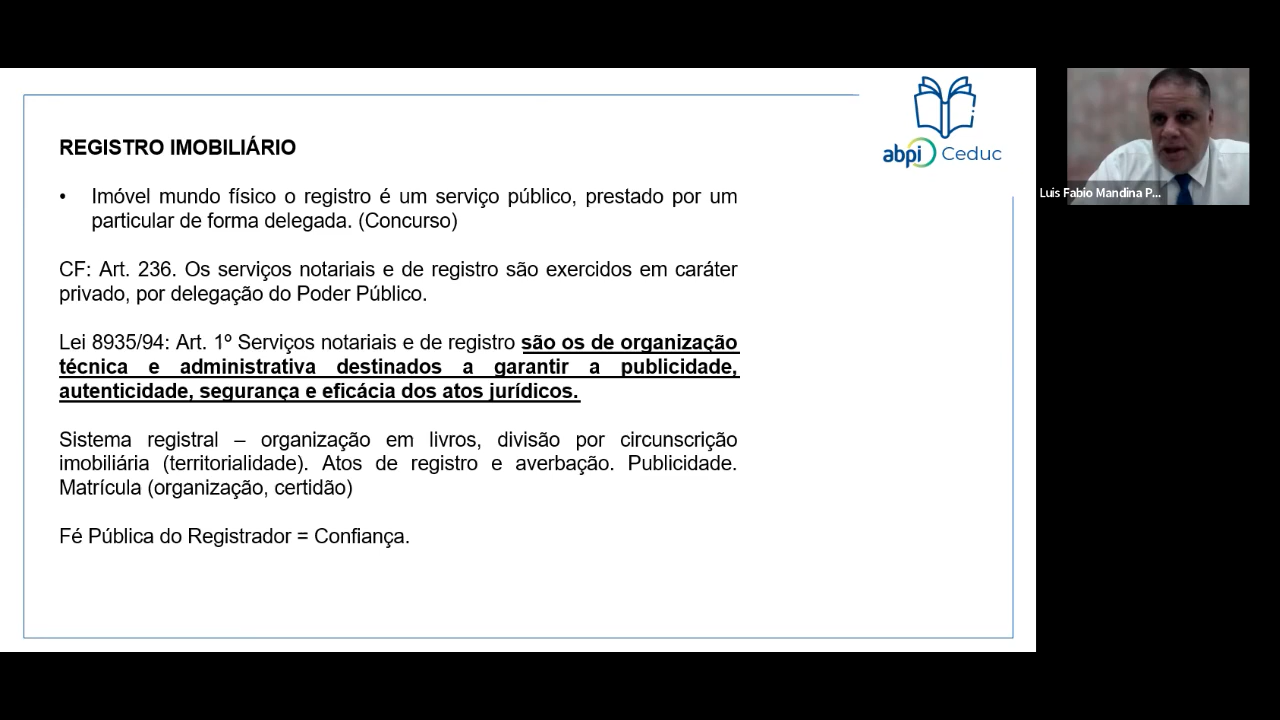 REGISTRO IMOBILIÁRIO
• Imóvel mundo físico o registro é um serviço público, prestado por um
particular de forma delegada. (Concurso)
CF: Art. 236. Os serviços notariais e de registro são exercidos em caráter
privado, por delegação do Poder Público.
Lei 8935/94: Art. 1º Serviços notariais e de registro são os de organização
técnica e administrativa destinados a garantir a publicidade,
autenticidade, segurança e eficácia dos atos jurídicos.
Sistema registral – organização em livros, divisão por circunscrição
imobiliária (territorialidade). Atos de registro e averbação. Publicidade.
Matrícula (organização, certidão)
Fé Pública do Registrador = Confiança.
abpi Ceduc
Luis Fabio Mandina P...